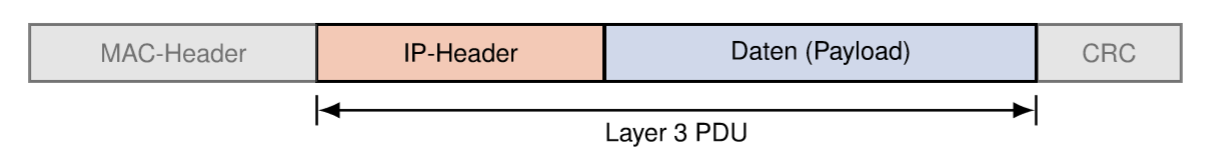 MAC-Header IP-Header Daten (Payload) CRC
Layer 3 PDU